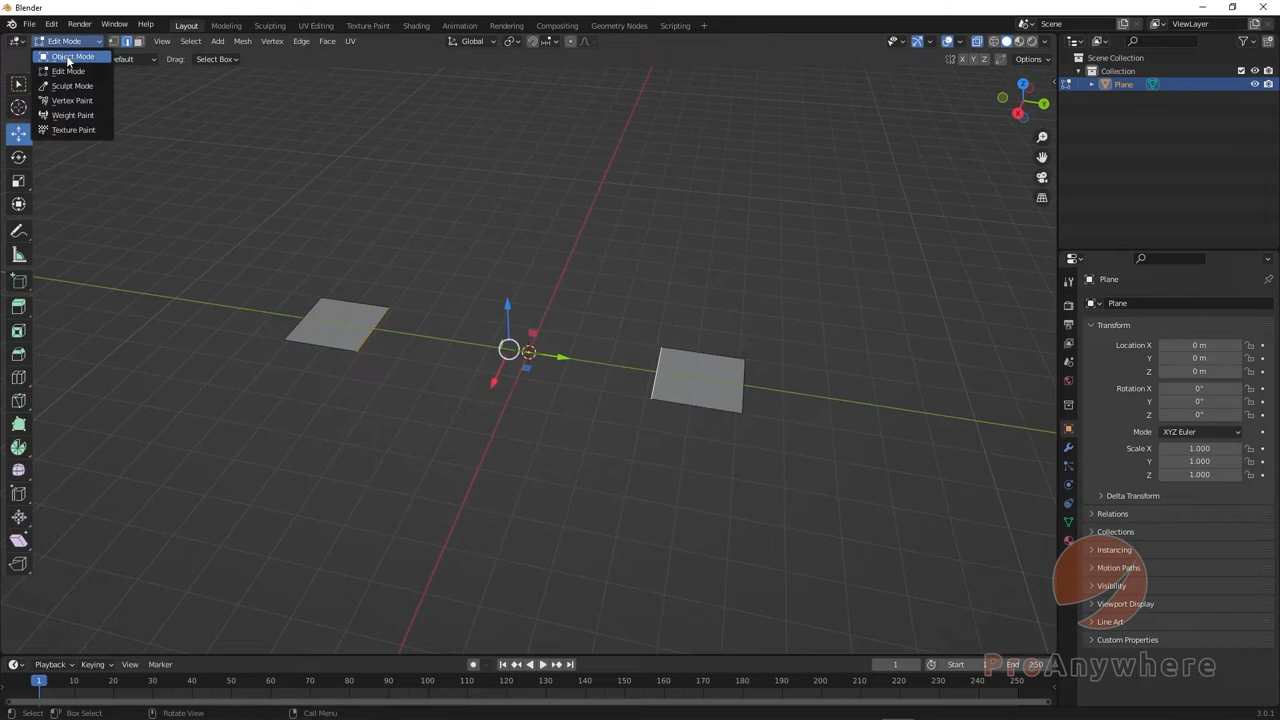 Blender
File Edit Render Window Help Layout Modeling Sculpting UV Editing Texture Paint Shading Animation Rendering Compositing Geometry Nodes Scripting + Scene ViewLayer
Edit Mode View Select Add Mesh Vertex Edge Face UV Global
Object Mode
Edit Mode
Sculpt Mode
Vertex Paint
Weight Paint
Texture Paint
efault Drag: Select Box X Y Z Options
Z
Y
X
Scene Collection
Collection
Plane
Plane
Plane
Transform
Location X 0 m
Y 0 m
Z 0 m
Rotation X 0°
Y 0°
Z 0°
Mode XYZ Euler
Scale X 1.000
Y 1.000
Z 1.000
Delta Transform
Relations
Collections
Instancing
Motion Paths
Visibility
Viewport Display
Line Art
Custom Properties
ProAnywhere
Playback Keying View Marker 1 Start 1 End 250
1 10 20 30 40 50 60 70 80 90 100 110 120 130 140 150 160 170 180 190 200 210 220 230 240 250
Select Box Select Rotate View Call Menu 3.0.1